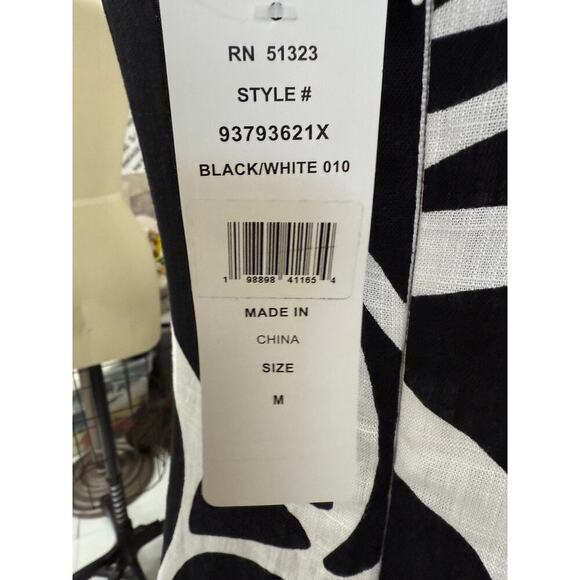 RN 51323
STYLE #
93793621X
BLACK/WHITE 010
1 98898 41165 4
MADE IN
CHINA
SIZE
M